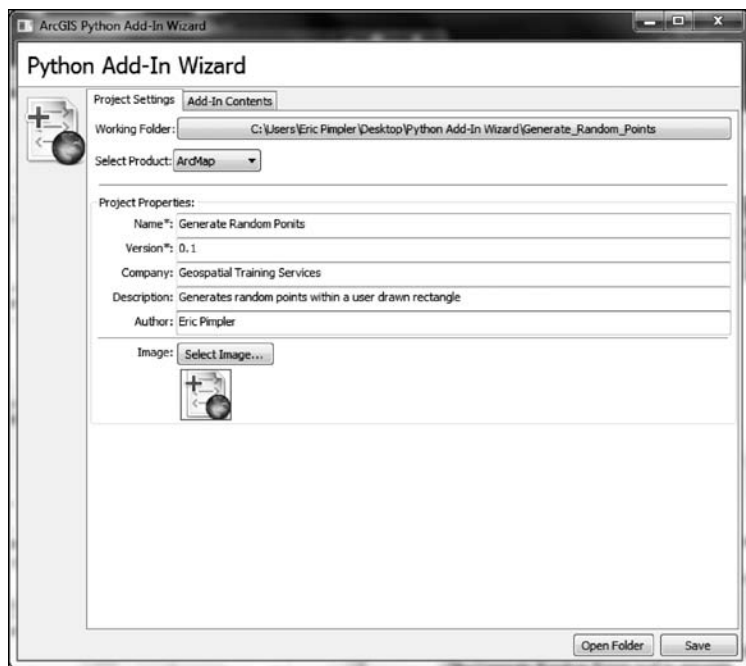 ArcGIS Python Add-In Wizard
Python Add-In Wizard
Project Settings Add-In Contents
Working Folder: C:\Users\Eric Pimpler\Desktop\Python Add-In Wizard\Generate_Random_Points
Select Product: ArcMap
Project Properties:
Name*: Generate Random Ponits
Version*: 0.1
Company: Geospatial Training Services
Description: Generates random points within a user drawn rectangle
Author: Eric Pimpler
Image: Select Image...
Open Folder Save